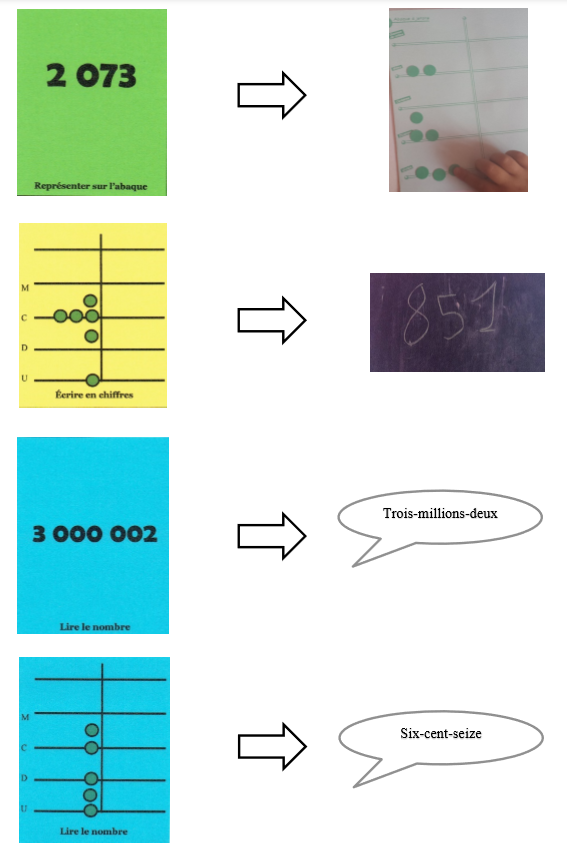 2 073
Représenter sur l'abaque
M
C
D
U
Écrire en chiffres
851
3 000 002
Lire le nombre
Trois-millions-deux
M
C
D
U
Lire le nombre
Six-cent-seize